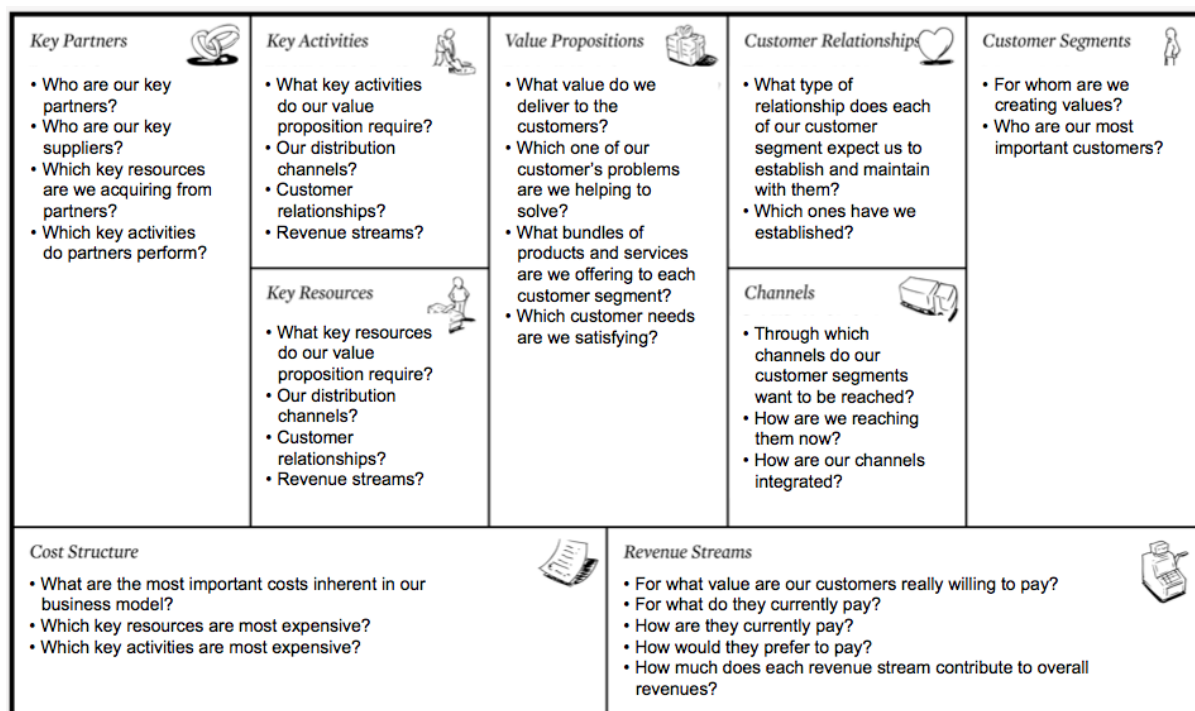 Key Partners
• Who are our key
partners?
• Who are our key
suppliers?
• Which key resources
are we acquiring from
partners?
• Which key activities
do partners perform?
Key Activities
• What key activities
do our value
proposition require?
• Our distribution
channels?
• Customer
relationships?
• Revenue streams?
Key Resources
• What key resources
do our value
proposition require?
• Our distribution
channels?
• Customer
relationships?
• Revenue streams?
Value Propositions
• What value do we
deliver to the
customers?
• Which one of our
customer's problems
are we helping to
solve?
• What bundles of
products and services
are we offering to each
customer segment?
• Which customer needs
are we satisfying?
Customer Relationships
• What type of
relationship does each
of our customer
segment expect us to
establish and maintain
with them?
• Which ones have we
established?
Channels
• Through which
channels do our
customer segments
want to be reached?
• How are we reaching
them now?
• How are our channels
integrated?
Customer Segments
• For whom are we
creating values?
• Who are our most
important customers?
Cost Structure
• What are the most important costs inherent in our
business model?
• Which key resources are most expensive?
• Which key activities are most expensive?
Revenue Streams
• For what value are our customers really willing to pay?
• For what do they currently pay?
• How are they currently pay?
• How would they prefer to pay?
• How much does each revenue stream contribute to overall
revenues?